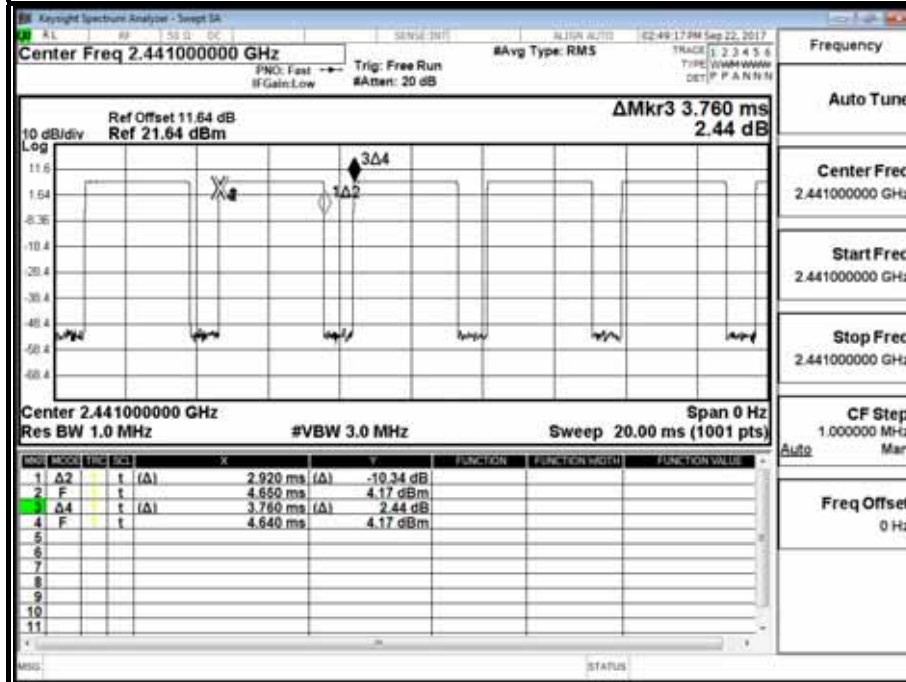 Keysight Spectrum Analyzer - Swept SA
RL RF 50 Ω DC SENSE:INT ALIGN AUTO 02:49:17 PM Sep 22, 2017
Center Freq 2.441000000 GHz
PNO: Fast
IFGain:Low
Trig: Free Run
#Atten: 20 dB
#Avg Type: RMS
TRACE 1 2 3 4 5 6
TYPE
DET P P A N N N
Frequency
Auto Tune
Center Freq
2.441000000 GHz
Start Freq
2.441000000 GHz
Stop Freq
2.441000000 GHz
CF Step
1.000000 MHz
Auto Man
Freq Offset
0 Hz
ΔMkr3 3.760 ms
2.44 dB
Ref Offset 11.64 dB
10 dB/div Ref 21.64 dBm
Log
11.6
1.64
-8.36
-18.4
-28.4
-38.4
-48.4
-58.4
-68.4
3Δ4
1Δ2
Center 2.441000000 GHz Span 0 Hz
Res BW 1.0 MHz #VBW 3.0 MHz Sweep 20.00 ms (1001 pts)
MKR MODE TRC SCL X Y FUNCTION FUNCTION WIDTH FUNCTION VALUE
1 Δ2 1 t (Δ) 2.920 ms (Δ) -10.34 dB
2 F 1 t 4.650 ms 4.17 dBm
3 Δ4 1 t (Δ) 3.760 ms (Δ) 2.44 dB
4 F 1 t 4.640 ms 4.17 dBm
5
6
7
8
9
10
11
MSG STATUS